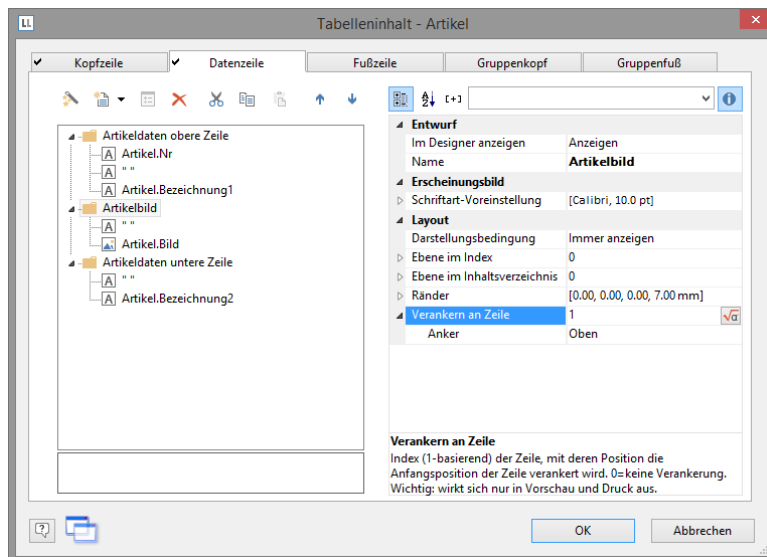 LL
Tabelleninhalt - Artikel
Kopfzeile
Datenzeile
Fußzeile
Gruppenkopf
Gruppenfuß
Artikeldaten obere Zeile
A Artikel.Nr
A " "
A Artikel.Bezeichnung1
Artikelbild
A " "
Artikel.Bild
Artikeldaten untere Zeile
A " "
A Artikel.Bezeichnung2
Entwurf
Im Designer anzeigen Anzeigen
Name Artikelbild
Erscheinungsbild
Schriftart-Voreinstellung [Calibri, 10.0 pt]
Layout
Darstellungsbedingung Immer anzeigen
Ebene im Index 0
Ebene im Inhaltsverzeichnis 0
Ränder [0.00, 0.00, 0.00, 7.00 mm]
Verankern an Zeile 1
Anker Oben
Verankern an Zeile
Index (1-basierend) der Zeile, mit deren Position die
Anfangsposition der Zeile verankert wird. 0=keine Verankerung.
Wichtig: wirkt sich nur in Vorschau und Druck aus.
OK
Abbrechen